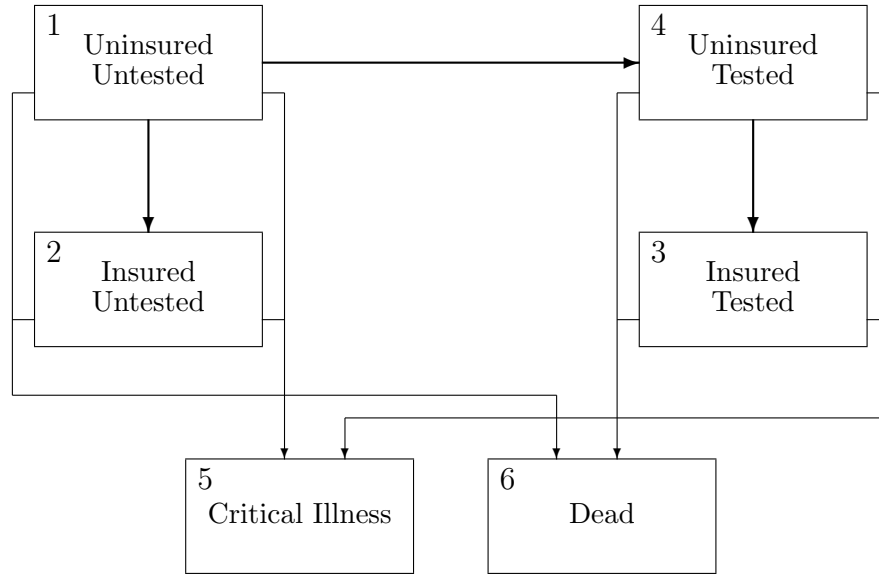 1
Uninsured
Untested
4
Uninsured
Tested
2
Insured
Untested
3
Insured
Tested
5
Critical Illness
6
Dead